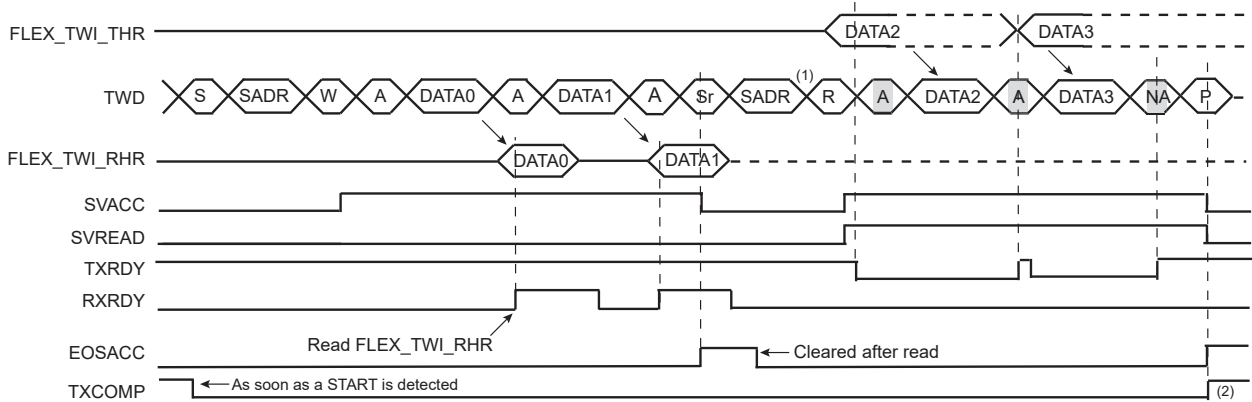 FLEX_TWI_THR DATA2 DATA3
(1)
TWD S SADR W A DATA0 A DATA1 A Sr SADR R A DATA2 A DATA3 NA P
FLEX_TWI_RHR DATA0 DATA1
SVACC
SVREAD
TXRDY
RXRDY
Read FLEX_TWI_RHR
EOSACC Cleared after read
TXCOMP As soon as a START is detected (2)